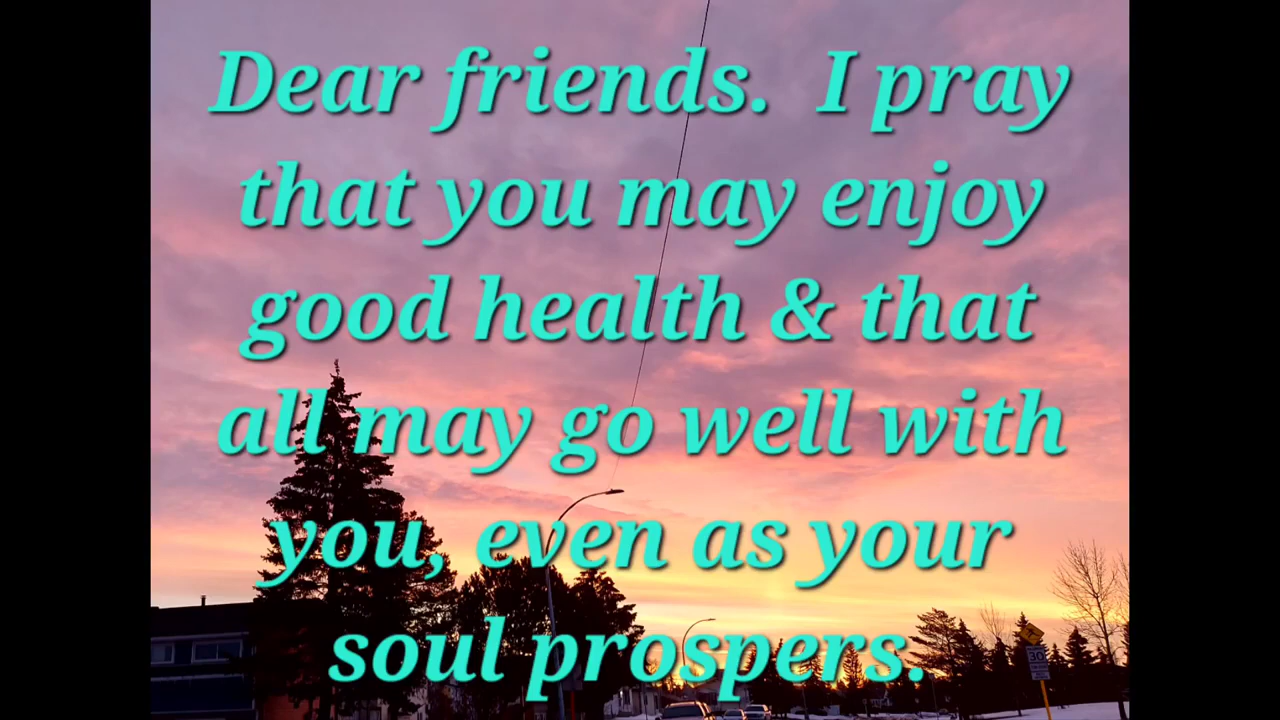 Dear friends.  I pray
that you may enjoy
good health & that
all may go well with
you, even as your
soul prospers.
30